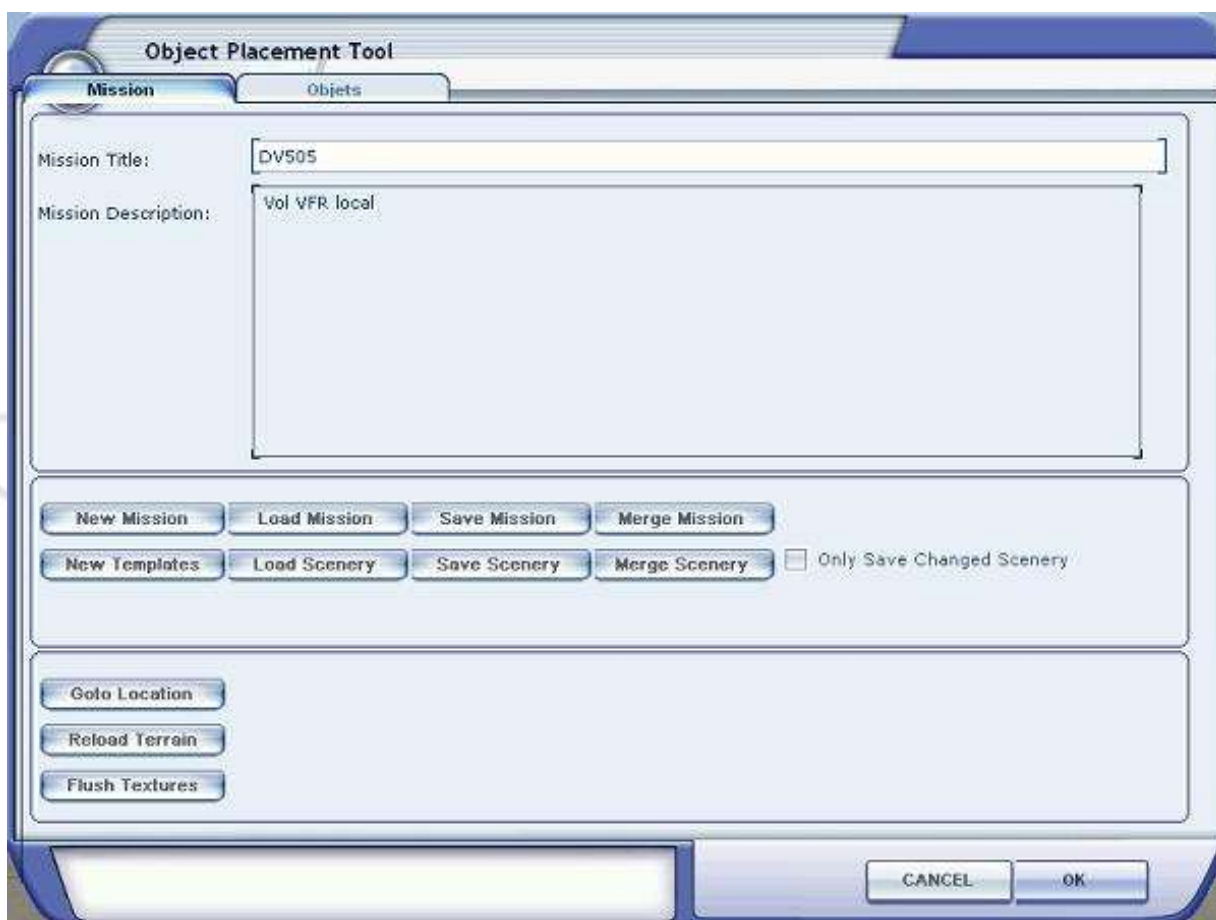 Object Placement Tool
Mission Objets
Mission Title: DV505
Mission Description: Vol VFR local
New Mission Load Mission Save Mission Merge Mission
New Templates Load Scenery Save Scenery Merge Scenery Only Save Changed Scenery
Goto Location
Reload Terrain
Flush Textures
CANCEL OK